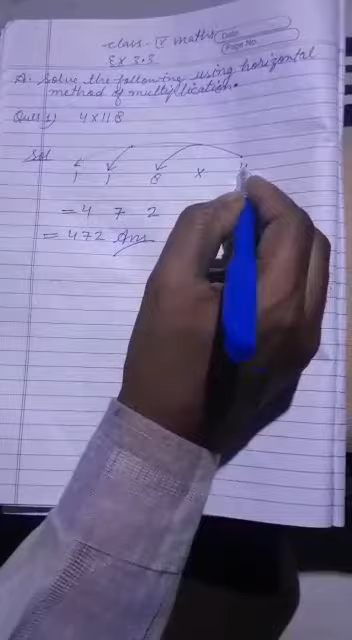 Class-IV maths
Date
Page No.
EX 3.3
A. Solve the following using horizontal
method of multiplication.
Ques 1) 4×118
Sol
1 1 8 × 4
= 4 7 2
= 472 Ans